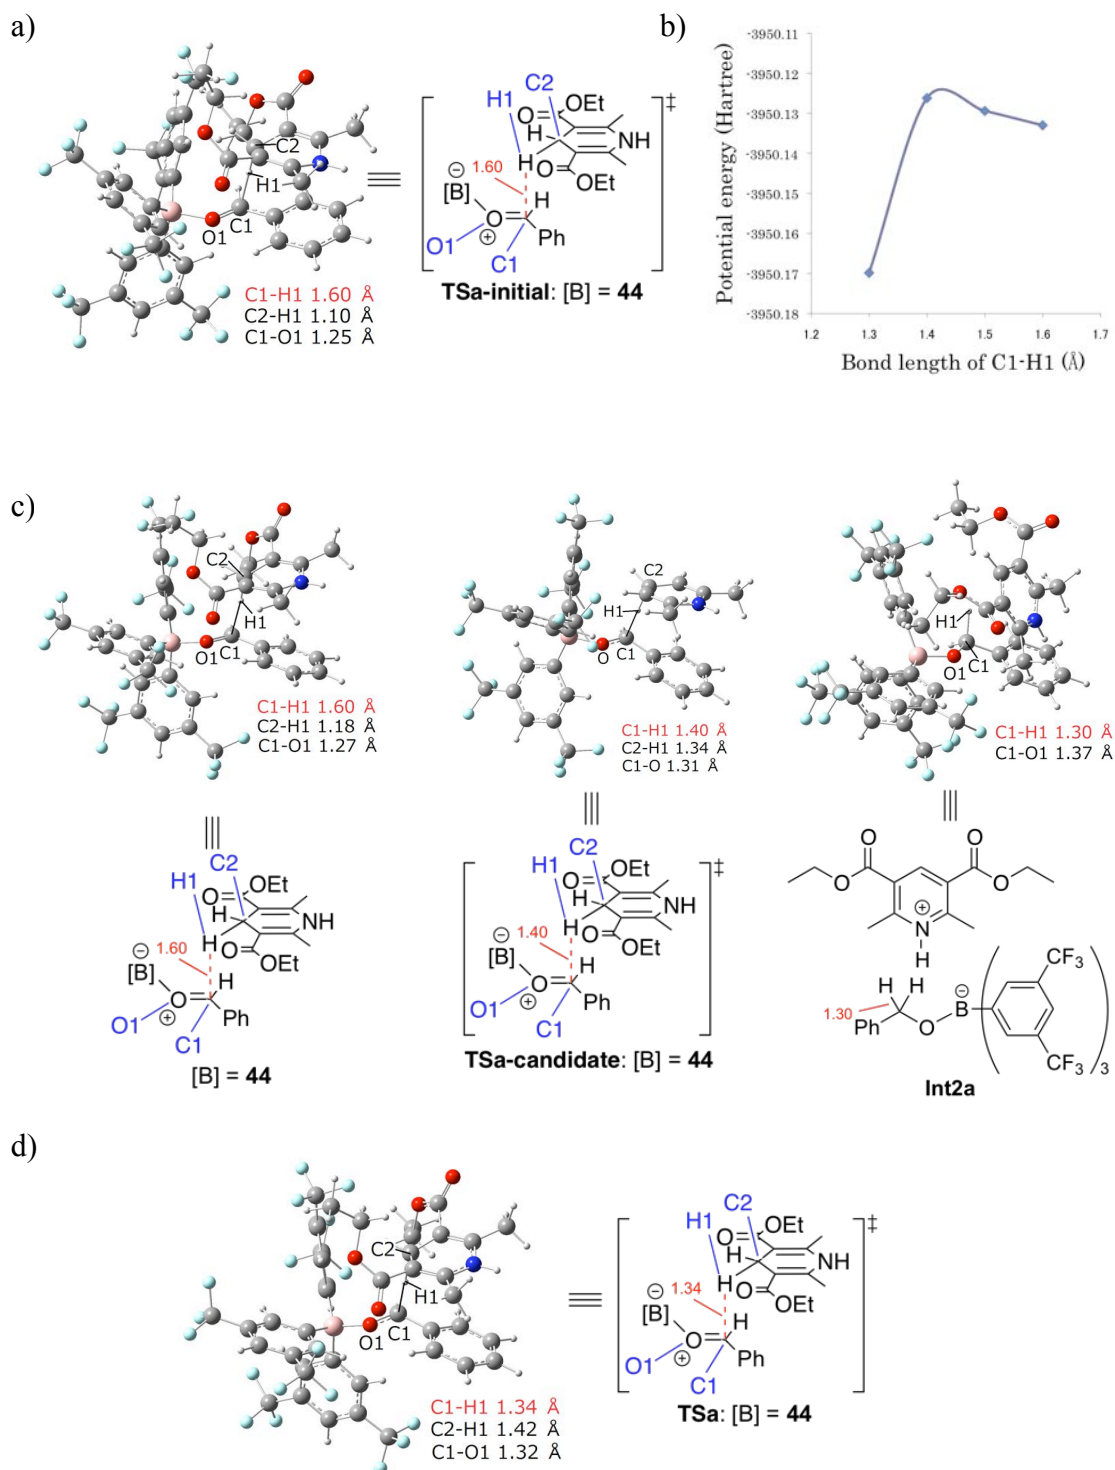 a)
C2
H1
O1
C1
C1-H1 1.60 Å
C2-H1 1.10 Å
C1-O1 1.25 Å
C2
H1
OEt
O
H
NH
H
O
1.60
OEt
⊖
[B]
H
O
⊕
O1
Ph
C1
‡
TSa-initial: [B] = 44
b)
Potential energy (Hartree)
-3950.11
-3950.12
-3950.13
-3950.14
-3950.15
-3950.16
-3950.17
-3950.18
1.2
1.3
1.4
1.5
1.6
1.7
Bond length of C1-H1 (Å)
c)
C2
H1
O1
C1
C1-H1 1.60 Å
C2-H1 1.18 Å
C1-O1 1.27 Å
C2
H1
O
C1
C1-H1 1.40 Å
C2-H1 1.34 Å
C1-O 1.31 Å
H1
O1
C1
C1-H1 1.30 Å
C1-O1 1.37 Å
C2
H1
OEt
O
H
NH
H
O
OEt
⊖
1.60
[B]
H
O
⊕
O1
Ph
C1
[B] = 44
C2
H1
OEt
O
H
NH
H
O
OEt
⊖
1.40
[B]
H
O
⊕
O1
Ph
C1
‡
TSa-candidate: [B] = 44
O
O
O
O
N
⊕
H
H
H
1.30
Ph
O
B
⊖
CF3
CF3
3
Int2a
d)
C2
H1
O1
C1
C1-H1 1.34 Å
C2-H1 1.42 Å
C1-O1 1.32 Å
C2
H1
OEt
O
H
NH
H
O
OEt
⊖
1.34
[B]
H
O
⊕
O1
Ph
C1
‡
TSa: [B] = 44